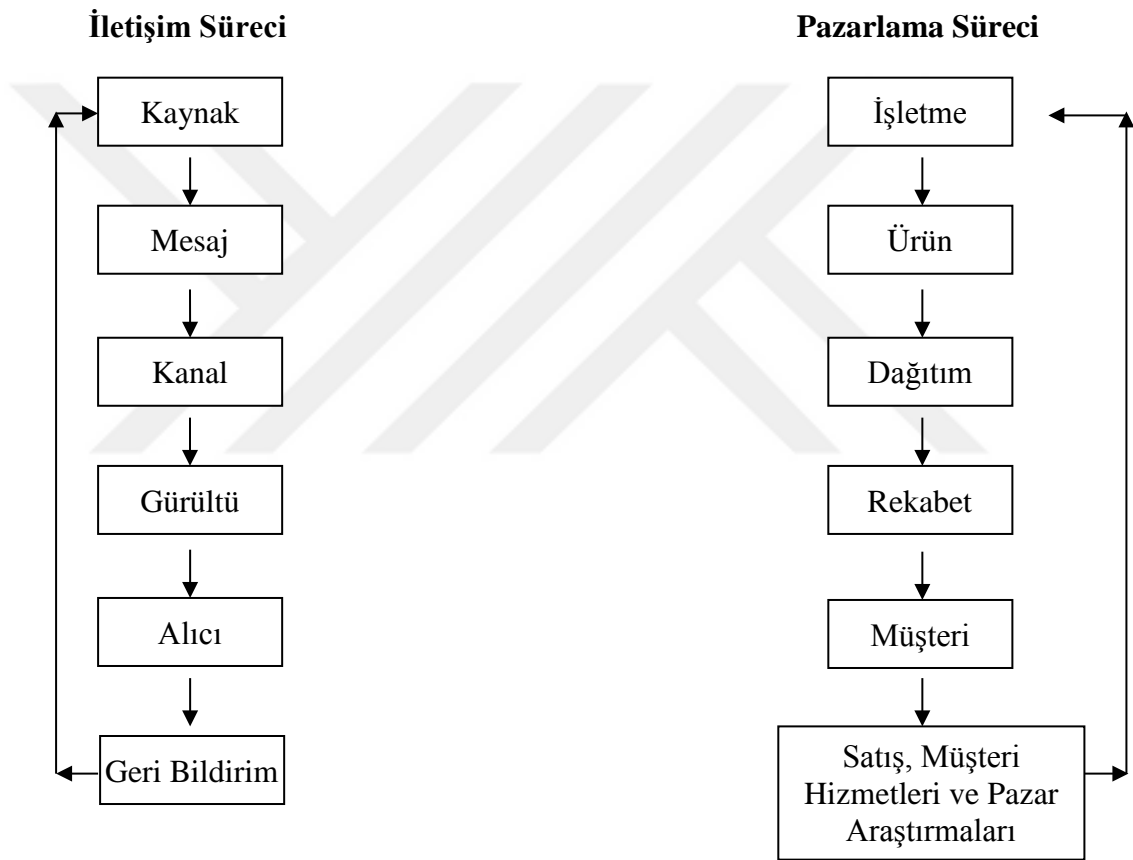 İletişim Süreci
Kaynak
Mesaj
Kanal
Gürültü
Alıcı
Geri Bildirim
Pazarlama Süreci
İşletme
Ürün
Dağıtım
Rekabet
Müşteri
Satış, Müşteri
Hizmetleri ve Pazar
Araştırmaları